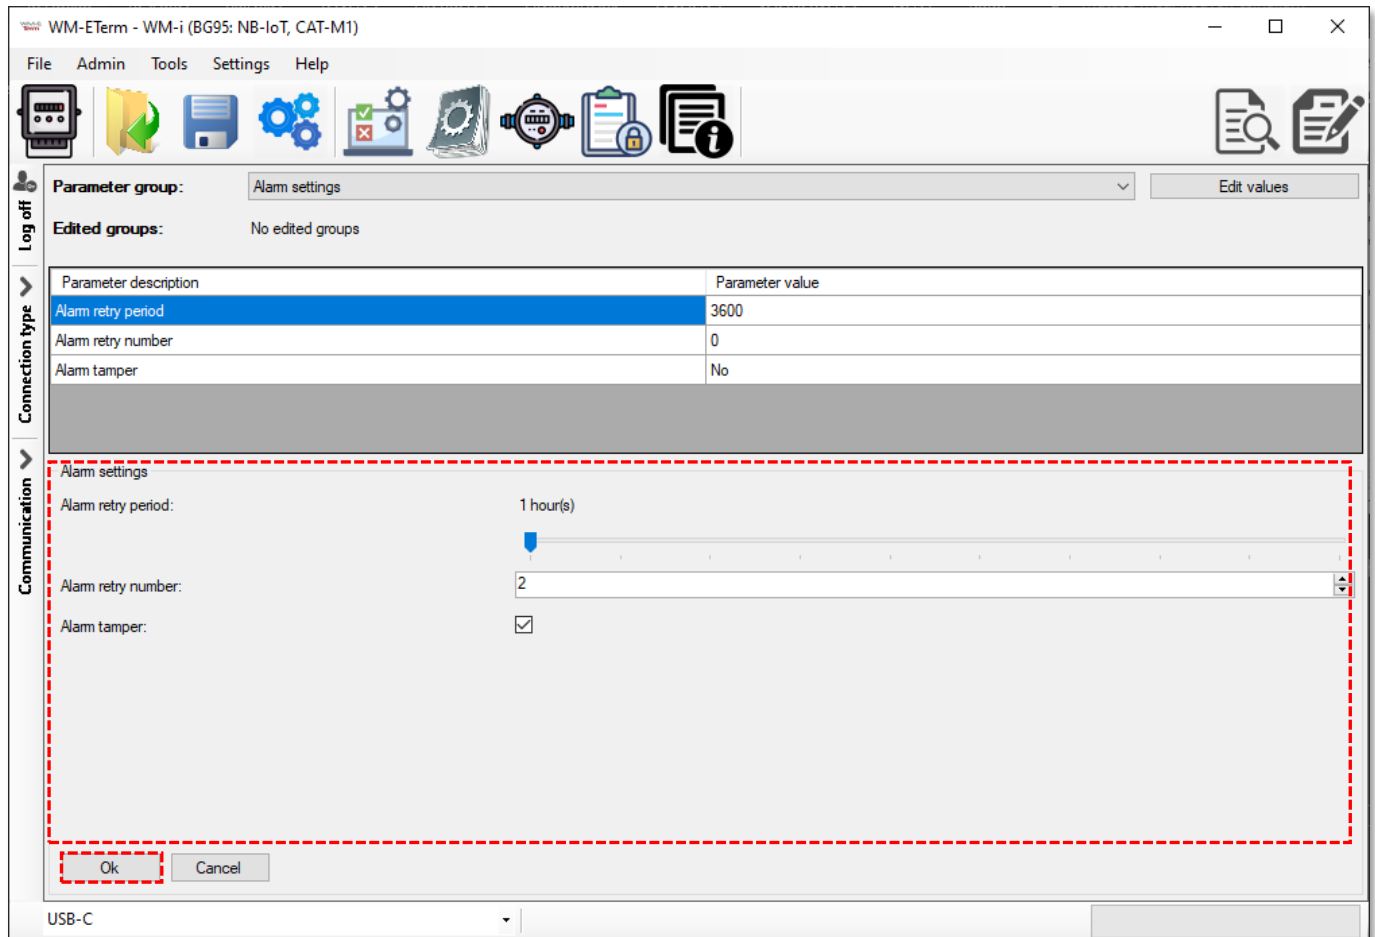 WM-ETerm - WM-i (BG95: NB-IoT, CAT-M1)
File Admin Tools Settings Help
Log off
Parameter group: Alarm settings Edit values
Edited groups: No edited groups
Connection type
Parameter description Parameter value
Alarm retry period 3600
Alarm retry number 0
Alarm tamper No
Communication
Alarm settings
Alarm retry period: 1 hour(s)
Alarm retry number: 2
Alarm tamper:
Ok Cancel
USB-C